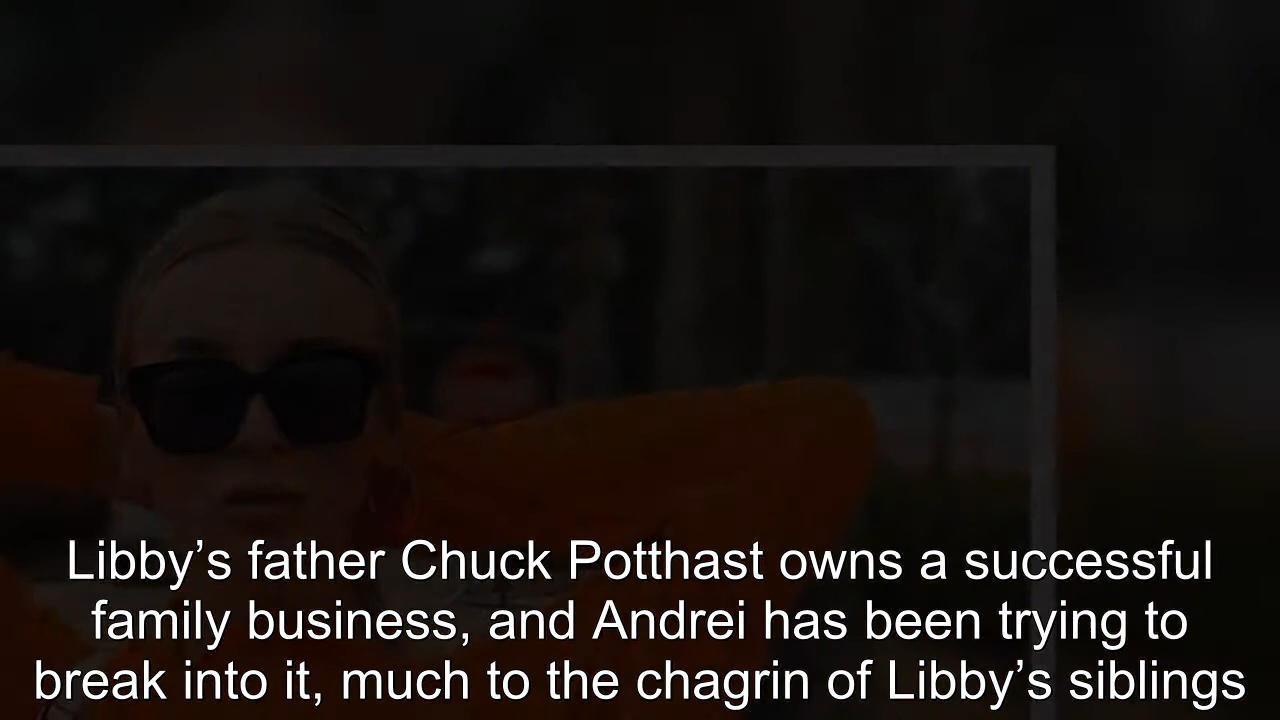 Libby’s father Chuck Potthast owns a successful
family business, and Andrei has been trying to
break into it, much to the chagrin of Libby’s siblings